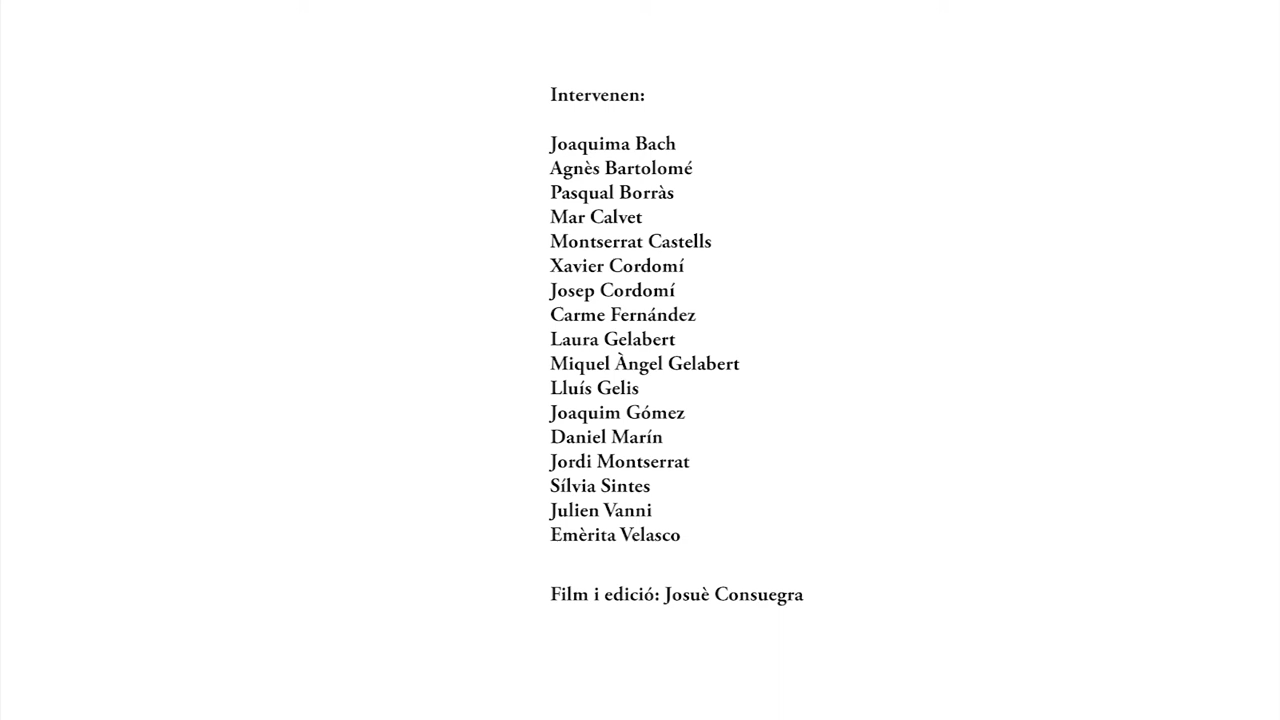 Intervenen:
Joaquima Bach
Agnès Bartolomé
Pasqual Borràs
Mar Calvet
Montserrat Castells
Xavier Cordomí
Josep Cordomí
Carme Fernández
Laura Gelabert
Miquel Àngel Gelabert
Lluís Gelis
Joaquim Gómez
Daniel Marín
Jordi Montserrat
Sílvia Sintes
Julien Vanni
Emèrita Velasco
Film i edició: Josuè Consuegra